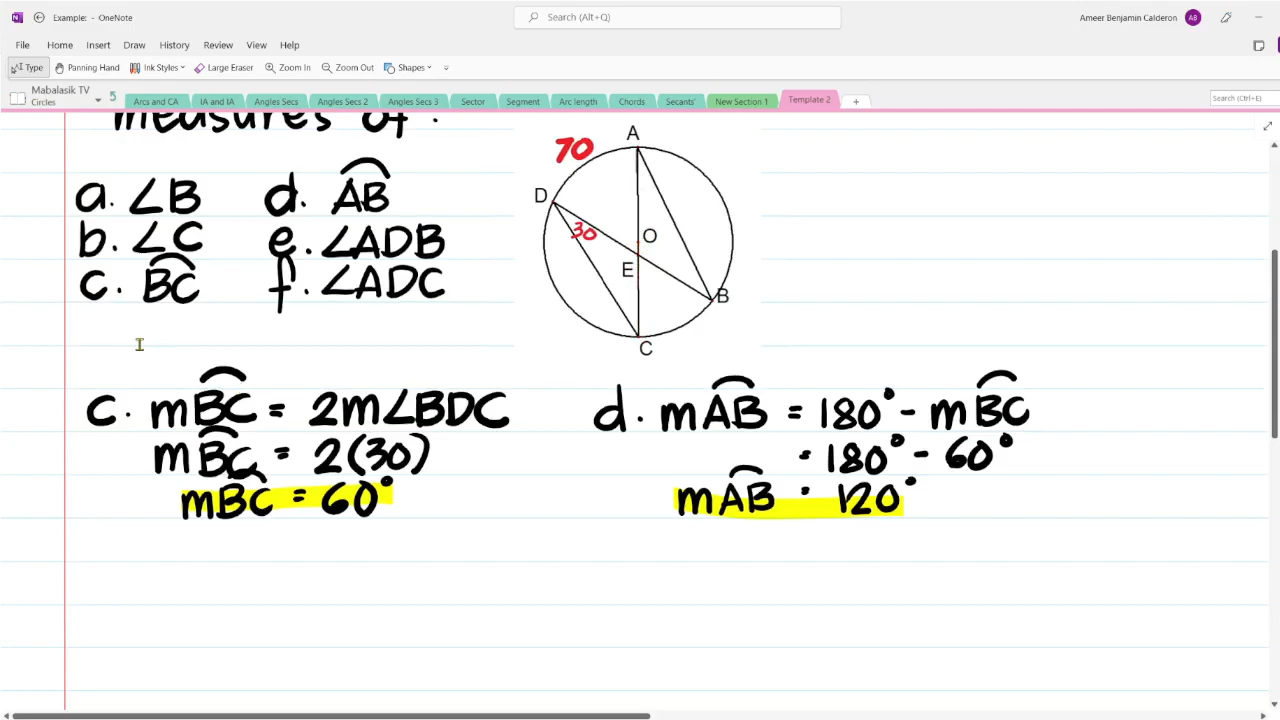 Example: - OneNote
Search (Alt+Q)
Ameer Benjamin Calderon AB
File Home Insert Draw History Review View Help
Type Panning Hand Ink Styles Large Eraser Zoom In Zoom Out Shapes
Mabalasik TV
Circles
5 Arcs and CA IA and IA Angles Secs Angles Secs 2 Angles Secs 3 Sector Segment Arc length Chords Secants' New Section 1 Template 2 +
Search (Ctrl+E)
measures of :
a. ∠B d. AB
b. ∠C e. ∠ADB
c. BC f. ∠ADC
70
A
D
30
O
E
B
C
c. mBC = 2m∠BDC
mBC = 2(30)
mBC = 60°
d. mAB = 180° - mBC
= 180° - 60°
mAB = 120°